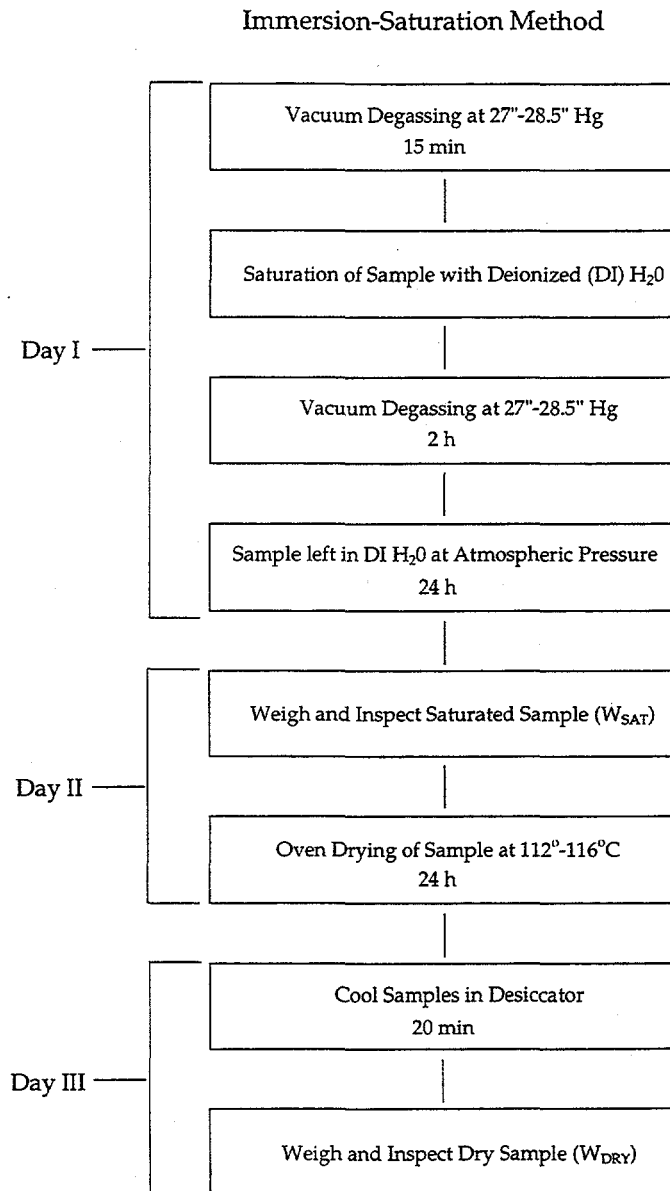 Immersion-Saturation Method
Vacuum Degassing at 27"-28.5" Hg
15 min
Saturation of Sample with Deionized (DI) H₂0
Day I
Vacuum Degassing at 27"-28.5" Hg
2 h
Sample left in DI H₂0 at Atmospheric Pressure
24 h
Weigh and Inspect Saturated Sample (W_SAT)
Day II
Oven Drying of Sample at 112°-116°C
24 h
Cool Samples in Desiccator
20 min
Day III
Weigh and Inspect Dry Sample (W_DRY)